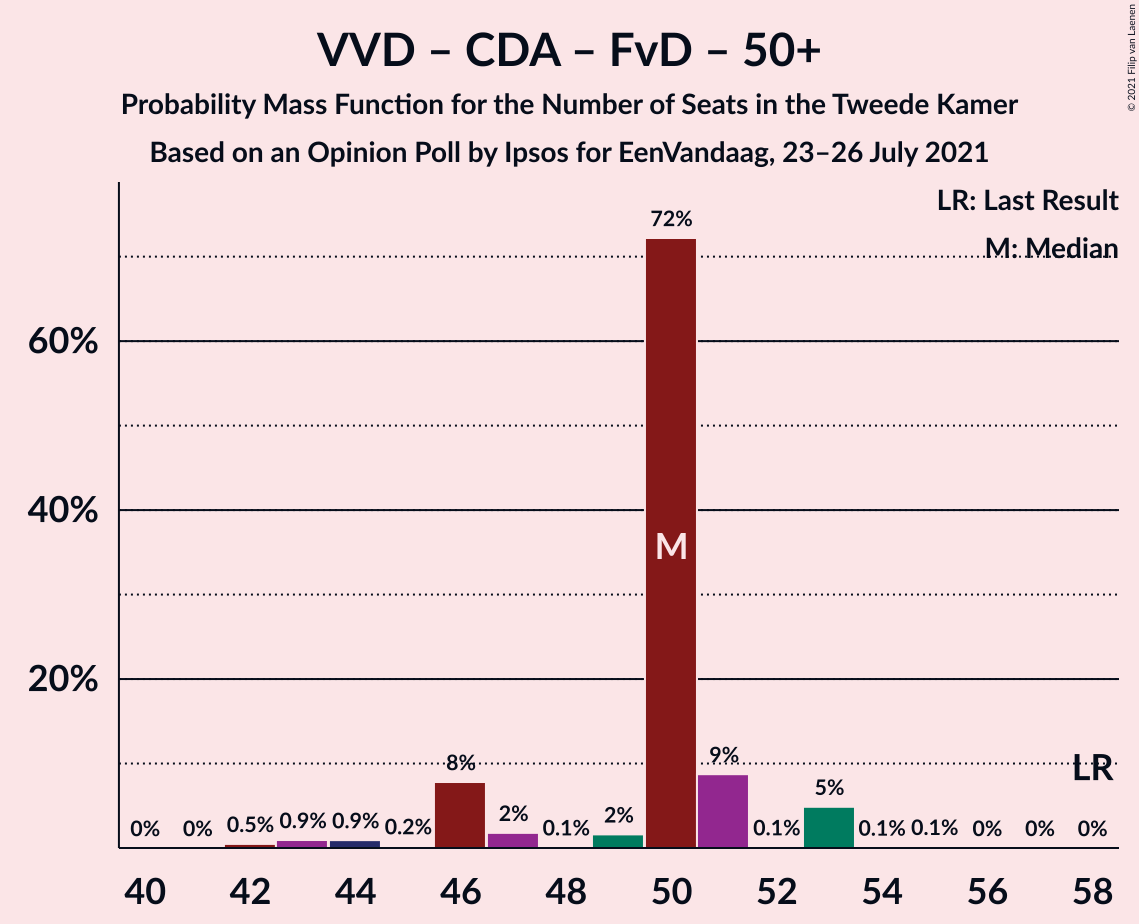 VVD – CDA – FvD – 50+
Probability Mass Function for the Number of Seats in the Tweede Kamer
Based on an Opinion Poll by Ipsos for EenVandaag, 23–26 July 2021
© 2021 Filip van Laenen
LR: Last Result
M: Median
60%
40%
20%
0% 0% 0.5% 0.9% 0.9% 0.2% 8% 2% 0.1% 2% 72% 9% 0.1% 5% 0.1% 0.1% 0% 0% 0%
M
LR
40 42 44 46 48 50 52 54 56 58